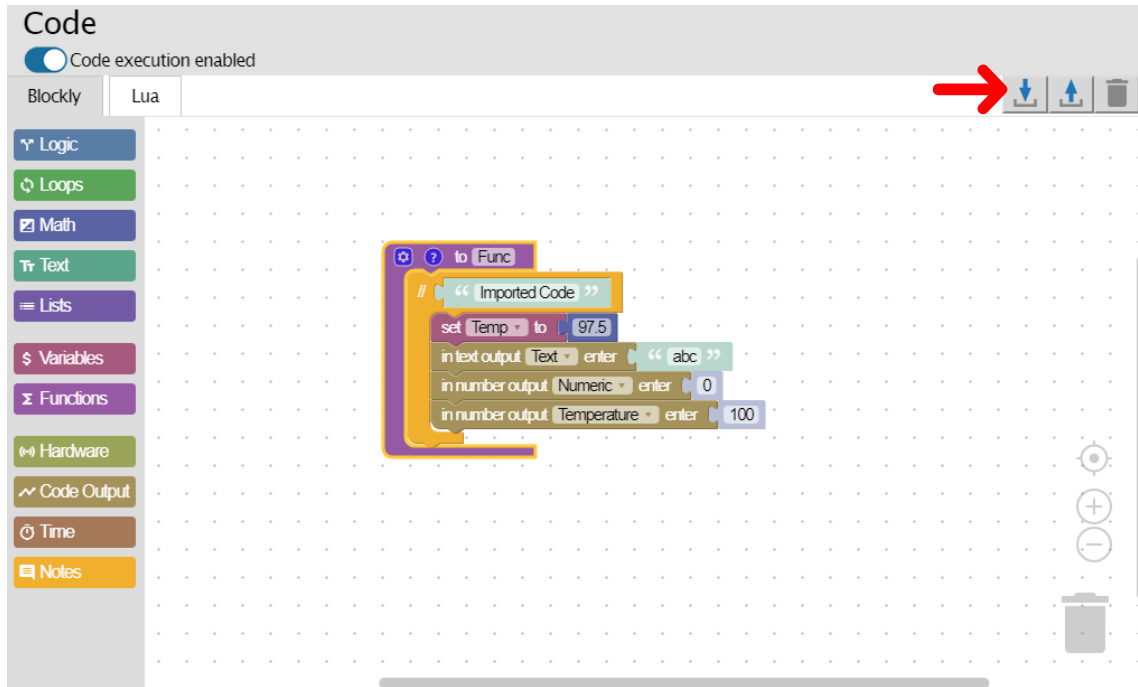 Code
Code execution enabled
Blockly Lua
Logic
Loops
Math
Tr Text
Lists
$ Variables
Σ Functions
Hardware
Code Output
Time
Notes
? to Func
// “ Imported Code ”
set Temp to 97.5
in text output Text enter “ abc ”
in number output Numeric enter 0
in number output Temperature enter 100